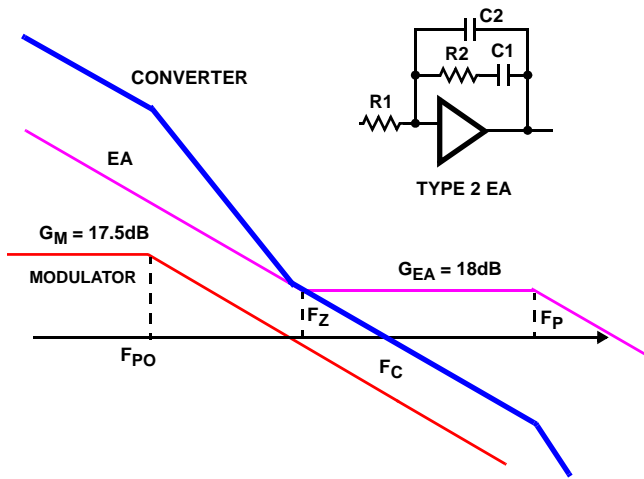 C2
R2
C1
R1
TYPE 2 EA
CONVERTER
EA
GM = 17.5dB
MODULATOR
GEA = 18dB
FZ
FP
FPO
FC